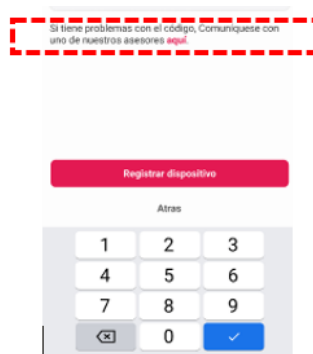 Si tiene problemas con el código, Comuniquese con
uno de nuestros asesores aquí.
Registrar dispositivo
Atras
1 2 3
4 5 6
7 8 9
0